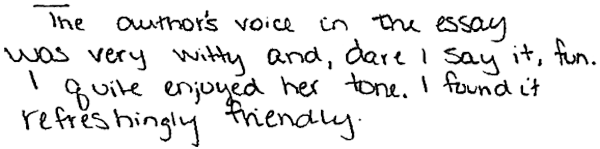 The author's voice in the essay
was very witty and, dare I say it, fun.
I quite enjoyed her tone. I found it
refreshingly friendly.